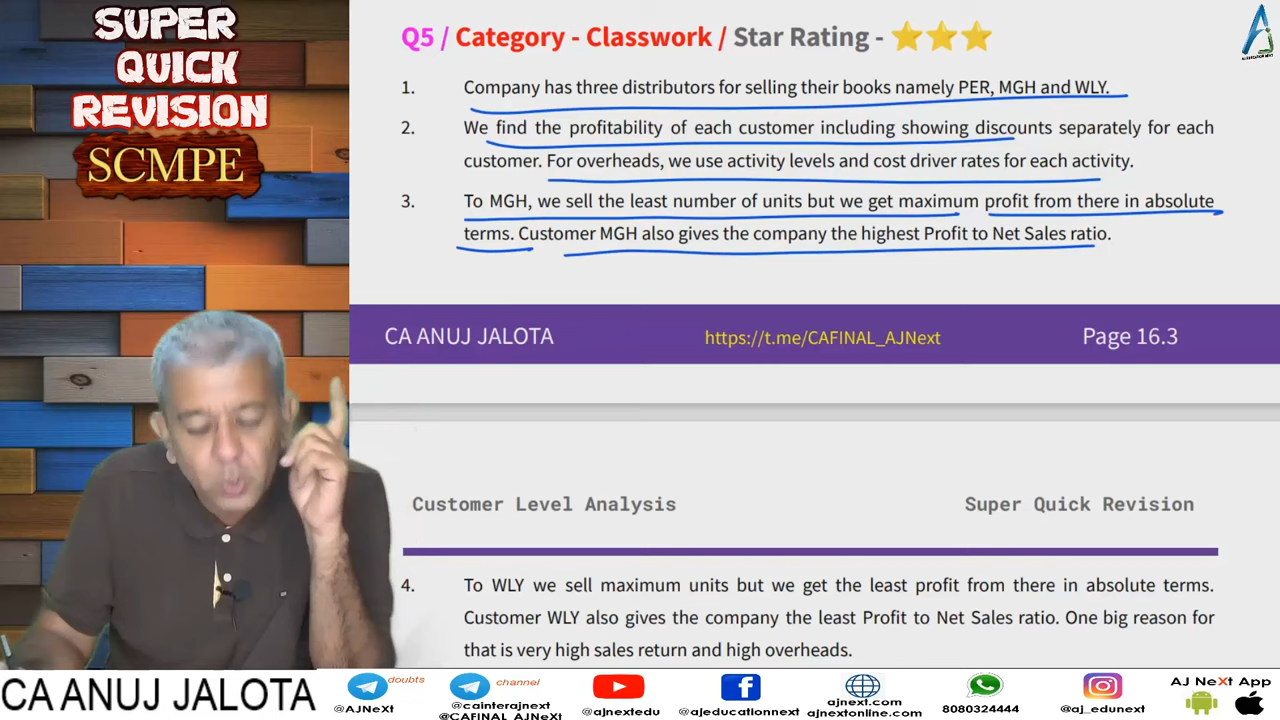 SUPER
QUICK
REVISION
SCMPE
Q5 / Category - Classwork / Star Rating - ⭐⭐⭐
1. Company has three distributors for selling their books namely PER, MGH and WLY.
2. We find the profitability of each customer including showing discounts separately for each
customer. For overheads, we use activity levels and cost driver rates for each activity.
3. To MGH, we sell the least number of units but we get maximum profit from there in absolute
terms. Customer MGH also gives the company the highest Profit to Net Sales ratio.
CA ANUJ JALOTA https://t.me/CAFINAL_AJNext Page 16.3
Customer Level Analysis Super Quick Revision
4. To WLY we sell maximum units but we get the least profit from there in absolute terms.
Customer WLY also gives the company the least Profit to Net Sales ratio. One big reason for
that is very high sales return and high overheads.
CA ANUJ JALOTA
doubts
@AJNeXt
channel
@cainterajnext
@CAFINAL_AJNext
@ajnextedu
@ajeducationnext
ajnext.com
ajnextonline.com
8080324444
@aj_edunext
AJ NeXt App